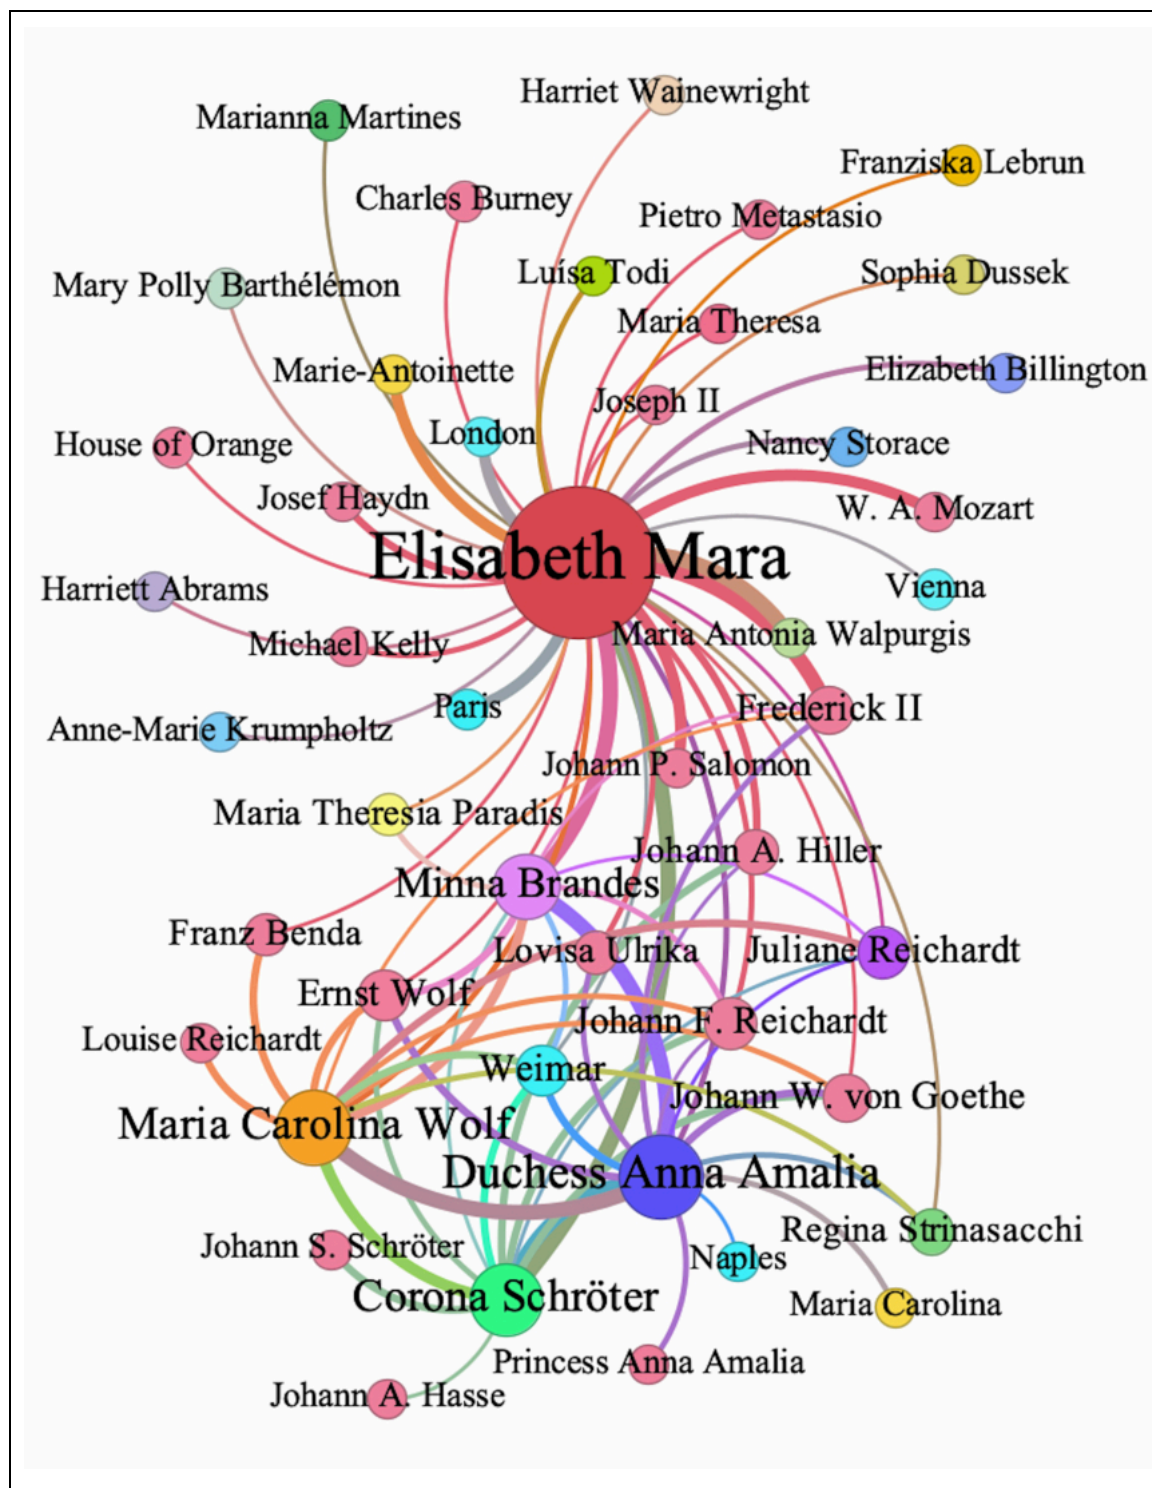 Harriet Wainewright
Marianna Martines
Franziska Lebrun
Charles Burney
Pietro Metastasio
Luísa Todi
Sophia Dussek
Mary Polly Barthélémon
Maria Theresa
Marie-Antoinette
Elizabeth Billington
Joseph II
London
House of Orange
Nancy Storace
Josef Haydn
W. A. Mozart
Elisabeth Mara
Harriett Abrams
Vienna
Michael Kelly
Maria Antonia Walpurgis
Paris
Frederick II
Anne-Marie Krumpholtz
Johann P. Salomon
Maria Theresia Paradis
Johann A. Hiller
Minna Brandes
Franz Benda
Lovisa Ulrika
Juliane Reichardt
Ernst Wolf
Johann F. Reichardt
Louise Reichardt
Weimar
Johann W. von Goethe
Maria Carolina Wolf
Duchess Anna Amalia
Regina Strinasacchi
Johann S. Schröter
Naples
Corona Schröter
Maria Carolina
Princess Anna Amalia
Johann A. Hasse